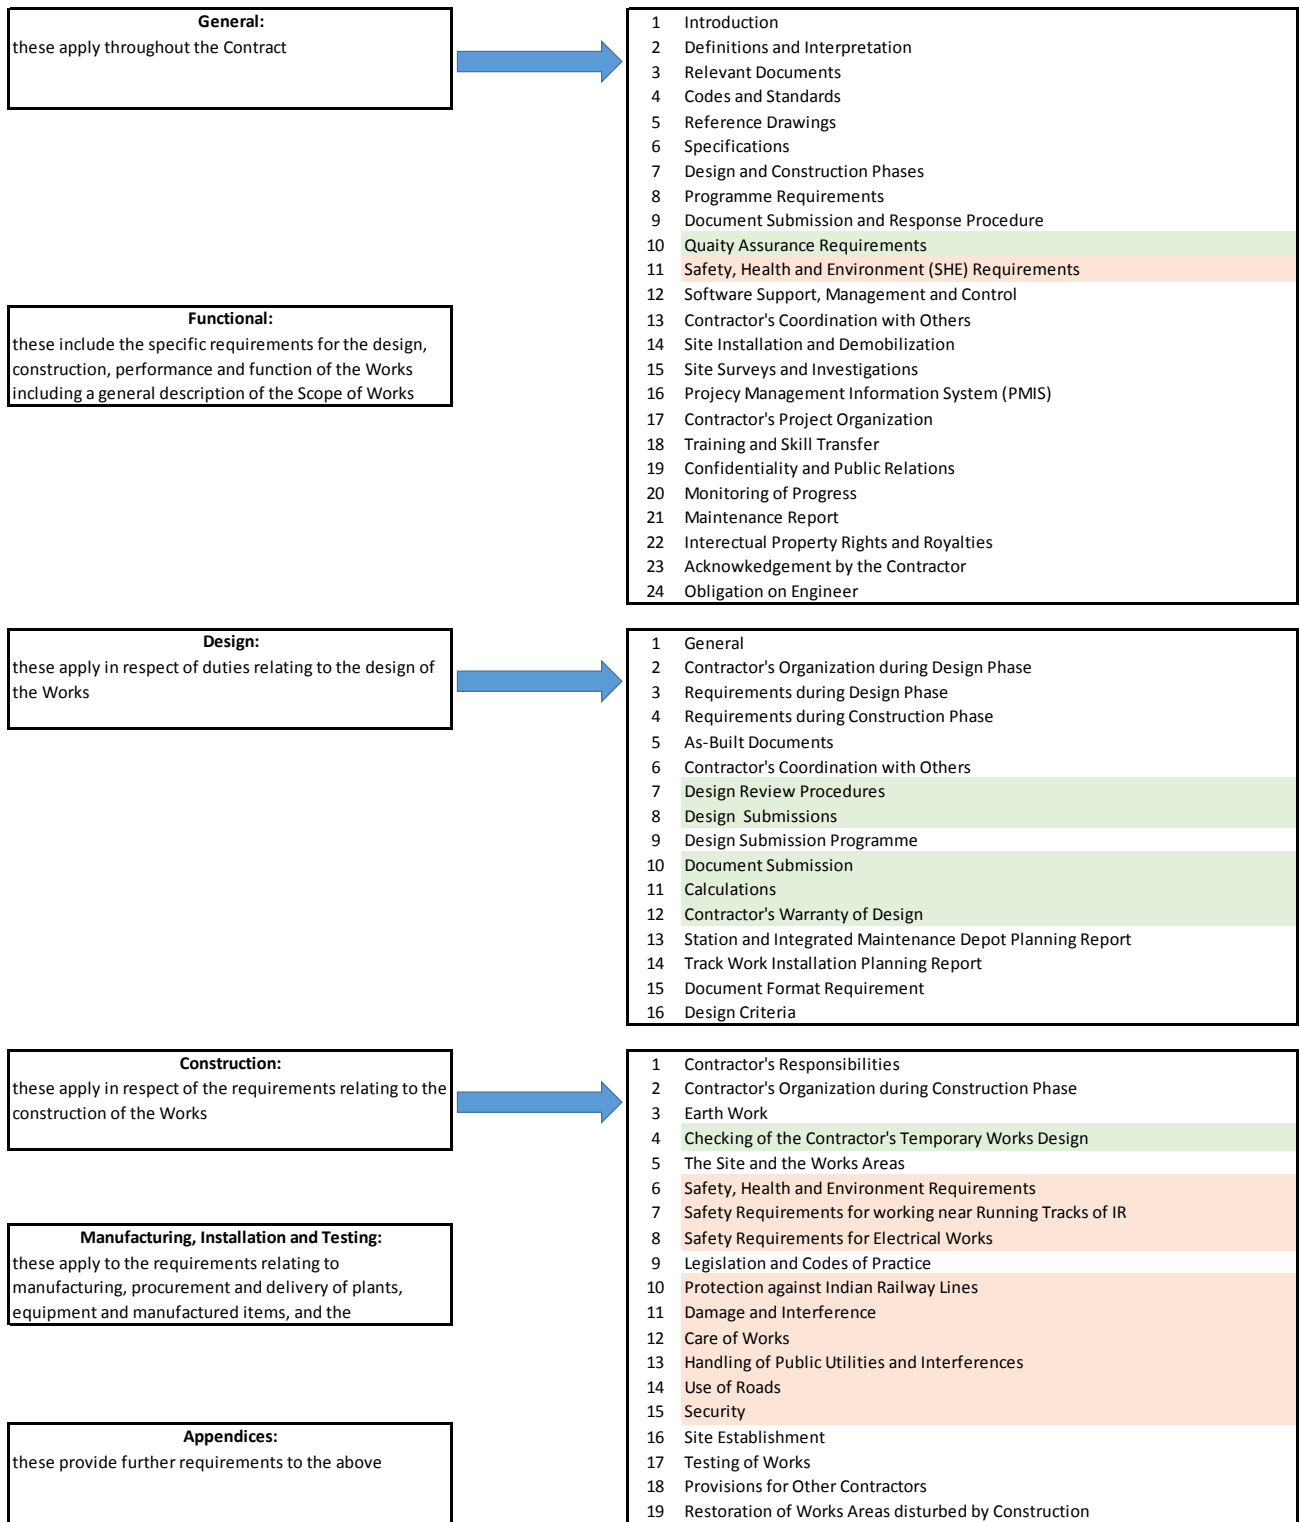 General:
these apply throughout the Contract
1 Introduction
2 Definitions and Interpretation
3 Relevant Documents
4 Codes and Standards
5 Reference Drawings
6 Specifications
7 Design and Construction Phases
8 Programme Requirements
9 Document Submission and Response Procedure
10 Quaity Assurance Requirements
11 Safety, Health and Environment (SHE) Requirements
12 Software Support, Management and Control
13 Contractor's Coordination with Others
14 Site Installation and Demobilization
15 Site Surveys and Investigations
16 Projecy Management Information System (PMIS)
17 Contractor's Project Organization
18 Training and Skill Transfer
19 Confidentiality and Public Relations
20 Monitoring of Progress
21 Maintenance Report
22 Interectual Property Rights and Royalties
23 Acknowkedgement by the Contractor
24 Obligation on Engineer
Functional:
these include the specific requirements for the design,
construction, performance and function of the Works
including a general description of the Scope of Works
Design:
these apply in respect of duties relating to the design of
the Works
1 General
2 Contractor's Organization during Design Phase
3 Requirements during Design Phase
4 Requirements during Construction Phase
5 As-Built Documents
6 Contractor's Coordination with Others
7 Design Review Procedures
8 Design  Submissions
9 Design Submission Programme
10 Document Submission
11 Calculations
12 Contractor's Warranty of Design
13 Station and Integrated Maintenance Depot Planning Report
14 Track Work Installation Planning Report
15 Document Format Requirement
16 Design Criteria
Construction:
these apply in respect of the requirements relating to the
construction of the Works
1 Contractor's Responsibilities
2 Contractor's Organization during Construction Phase
3 Earth Work
4 Checking of the Contractor's Temporary Works Design
5 The Site and the Works Areas
6 Safety, Health and Environment Requirements
7 Safety Requirements for working near Running Tracks of IR
8 Safety Requirements for Electrical Works
9 Legislation and Codes of Practice
10 Protection against Indian Railway Lines
11 Damage and Interference
12 Care of Works
13 Handling of Public Utilities and Interferences
14 Use of Roads
15 Security
16 Site Establishment
17 Testing of Works
18 Provisions for Other Contractors
19 Restoration of Works Areas disturbed by Construction
Manufacturing, Installation and Testing:
these apply to the requirements relating to
manufacturing, procurement and delivery of plants,
equipment and manufactured items, and the
Appendices:
these provide further requirements to the above